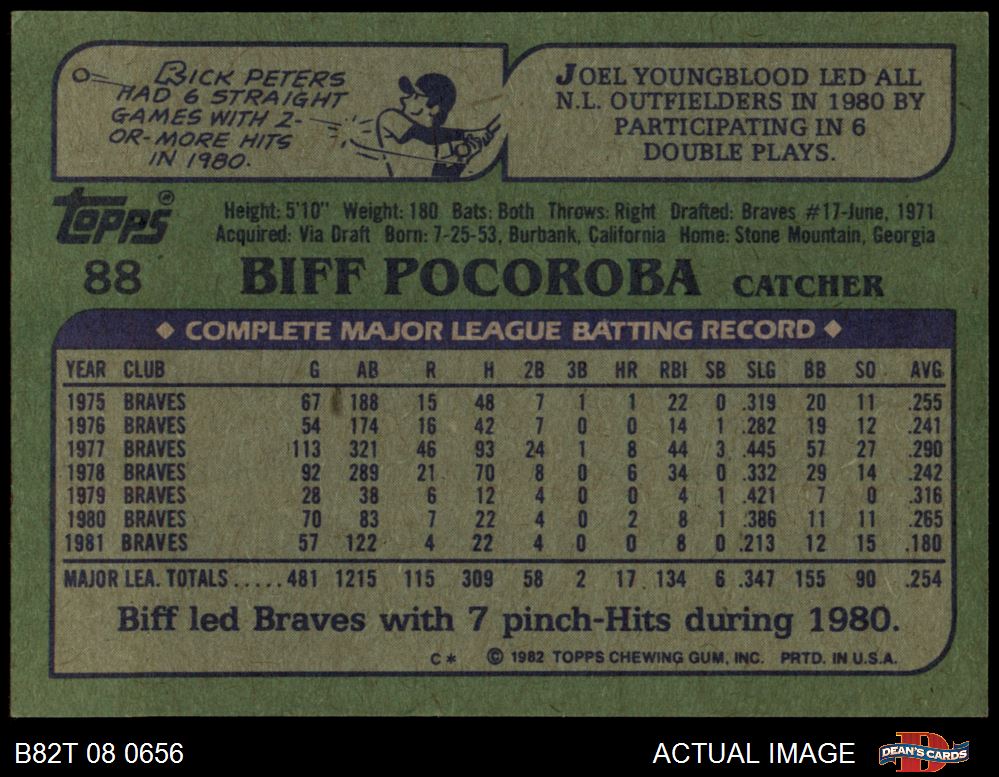 RICK PETERS
HAD 6 STRAIGHT
GAMES WITH 2-
OR-MORE HITS
IN 1980.
JOEL YOUNGBLOOD LED ALL
N.L. OUTFIELDERS IN 1980 BY
PARTICIPATING IN 6
DOUBLE PLAYS.
Topps®
Height: 5'10" Weight: 180 Bats: Both Throws: Right Drafted: Braves #17-June, 1971
Acquired: Via Draft Born: 7-25-53, Burbank, California Home: Stone Mountain, Georgia
88 BIFF POCOROBA CATCHER
◆ COMPLETE MAJOR LEAGUE BATTING RECORD ◆
YEAR CLUB G AB R H 2B 3B HR RBI SB SLG BB SO AVG.
1975 BRAVES 67 188 15 48 7 1 1 22 0 .319 20 11 .255
1976 BRAVES 54 174 16 42 7 0 0 14 1 .282 19 12 .241
1977 BRAVES 113 321 46 93 24 1 8 44 3 .445 57 27 .290
1978 BRAVES 92 289 21 70 8 0 6 34 0 .332 29 14 .242
1979 BRAVES 28 38 6 12 4 0 0 4 1 .421 7 0 .316
1980 BRAVES 70 83 7 22 4 0 2 8 1 .386 11 11 .265
1981 BRAVES 57 122 4 22 4 0 0 8 0 .213 12 15 .180
MAJOR LEA. TOTALS.....481 1215 115 309 58 2 17 134 6 .347 155 90 .254
Biff led Braves with 7 pinch-Hits during 1980.
C* © 1982 TOPPS CHEWING GUM, INC. PRTD. IN U.S.A.
B82T 08 0656 ACTUAL IMAGE DEAN'S CARDS